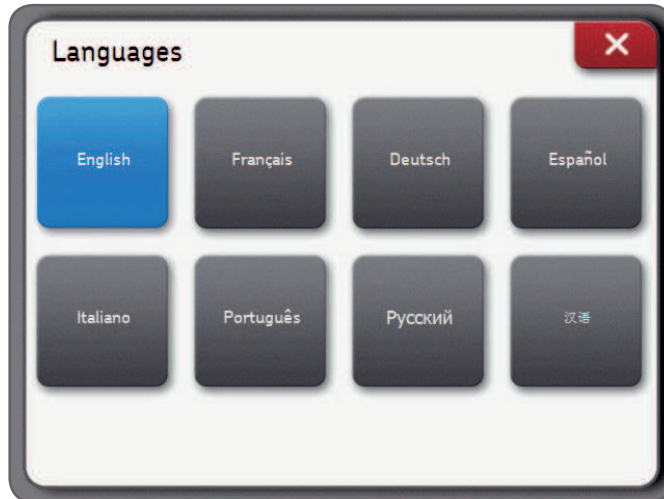 Languages
English Français Deutsch Español
Italiano Português Русский 汉语